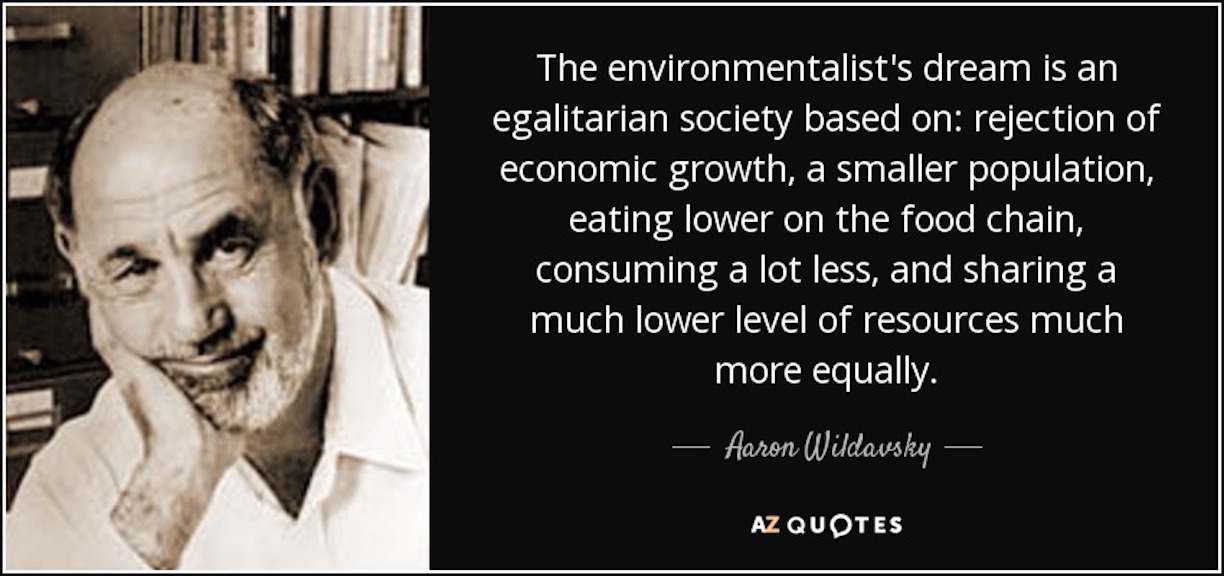 The environmentalist's dream is an
egalitarian society based on: rejection of
economic growth, a smaller population,
eating lower on the food chain,
consuming a lot less, and sharing a
much lower level of resources much
more equally.
Aaron Wildavsky
AZ QUOTES